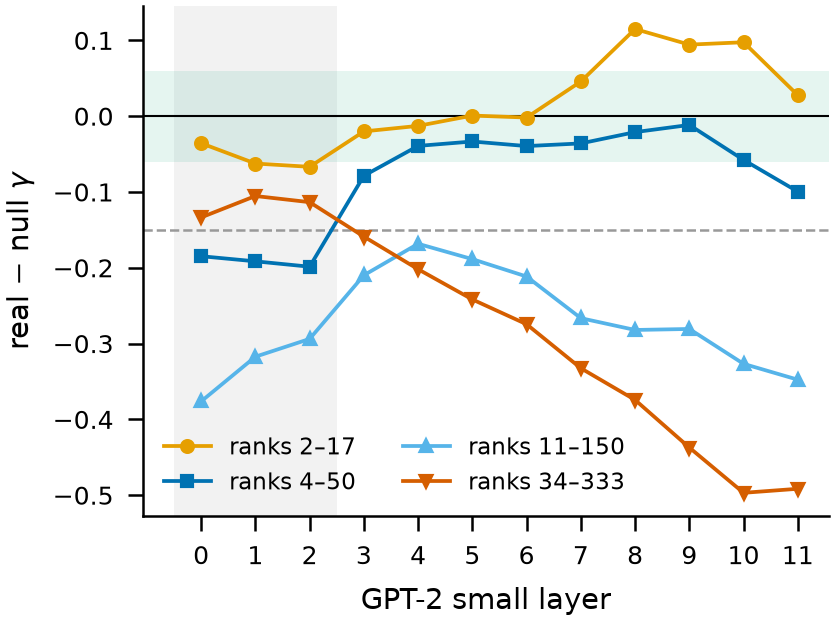 0.1
0.0
−0.1
−0.2
−0.3
−0.4
−0.5
real − null γ
ranks 2–17
ranks 4–50
ranks 11–150
ranks 34–333
0 1 2 3 4 5 6 7 8 9 10 11
GPT-2 small layer